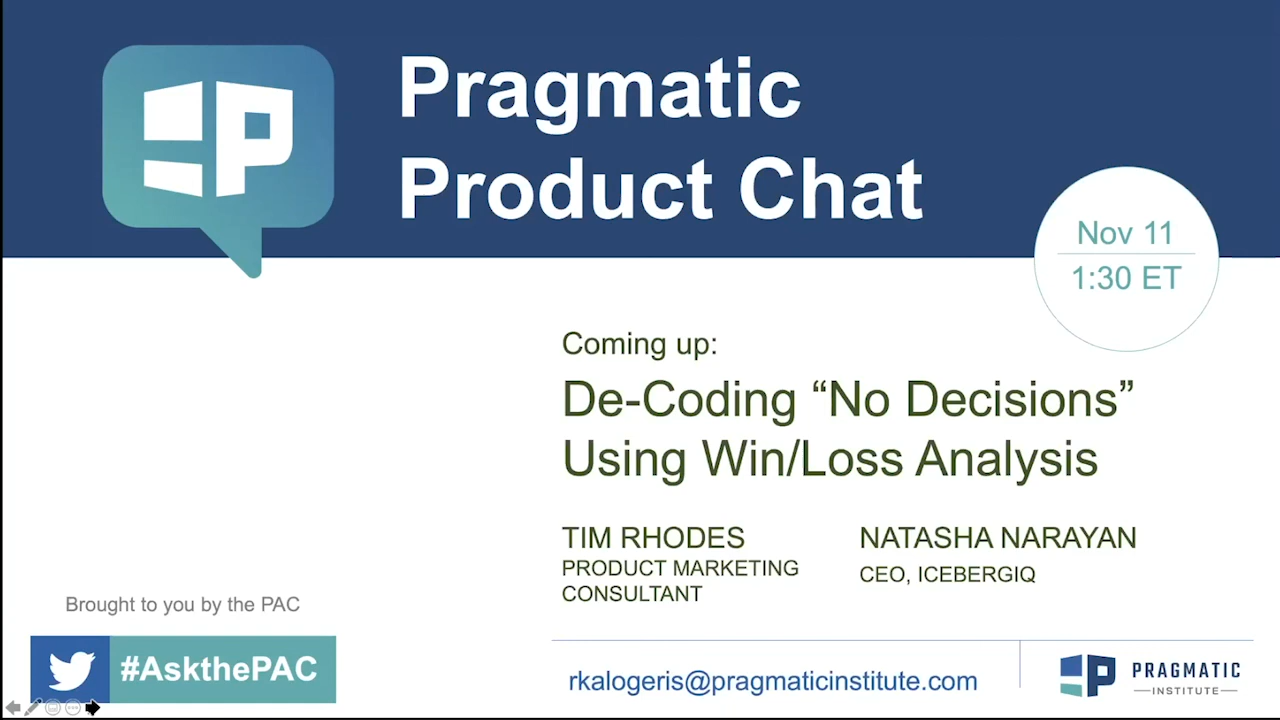 Pragmatic
Product Chat
Nov 11
1:30 ET
Coming up:
De-Coding “No Decisions”
Using Win/Loss Analysis
TIM RHODES
PRODUCT MARKETING
CONSULTANT
NATASHA NARAYAN
CEO, ICEBERGIQ
Brought to you by the PAC
#AskthePAC
rkalogeris@pragmaticinstitute.com
PRAGMATIC
INSTITUTE